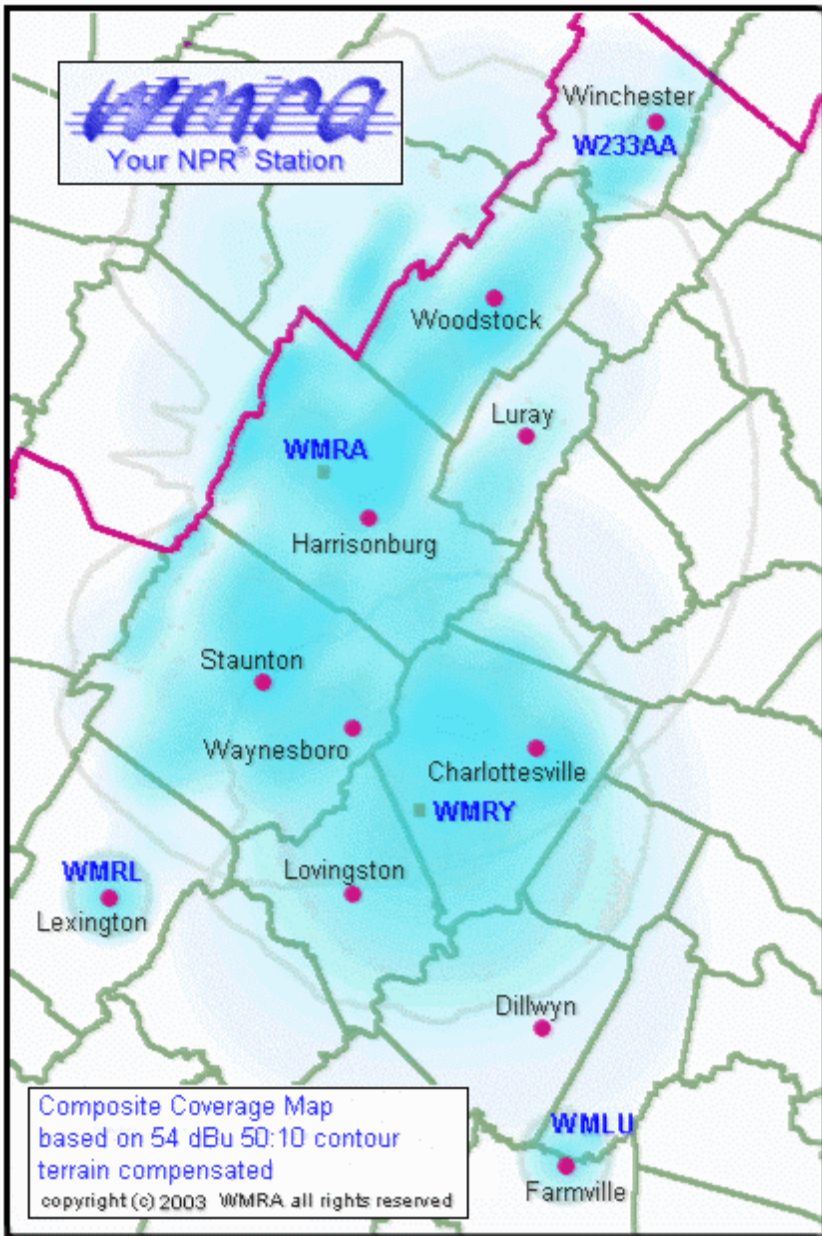 wmra
Your NPR® Station
Winchester
W233AA
Woodstock
Luray
WMRA
Harrisonburg
Staunton
Waynesboro
Charlottesville
WMRY
WMRL
Lovingston
Lexington
Dillwyn
WMLU
Farmville
Composite Coverage Map
based on 54 dBu 50:10 contour
terrain compensated
copyright (c) 2003 WMRA all rights reserved